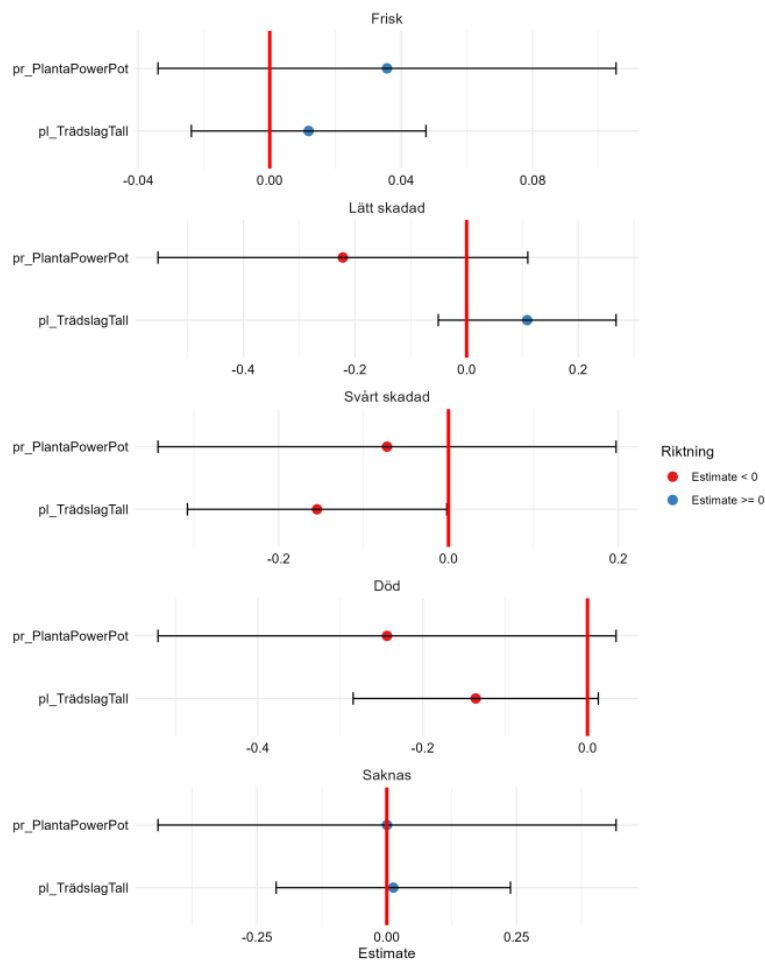 Frisk
pr_PlantaPowerPot
pl_TrädslagTall
-0.04 0.00 0.04 0.08
Lätt skadad
pr_PlantaPowerPot
pl_TrädslagTall
-0.4 -0.2 0.0 0.2
Svårt skadad
pr_PlantaPowerPot
pl_TrädslagTall
-0.2 0.0 0.2
Riktning
Estimate < 0
Estimate >= 0
Död
pr_PlantaPowerPot
pl_TrädslagTall
-0.4 -0.2 0.0
Saknas
pr_PlantaPowerPot
pl_TrädslagTall
-0.25 0.00 0.25
Estimate